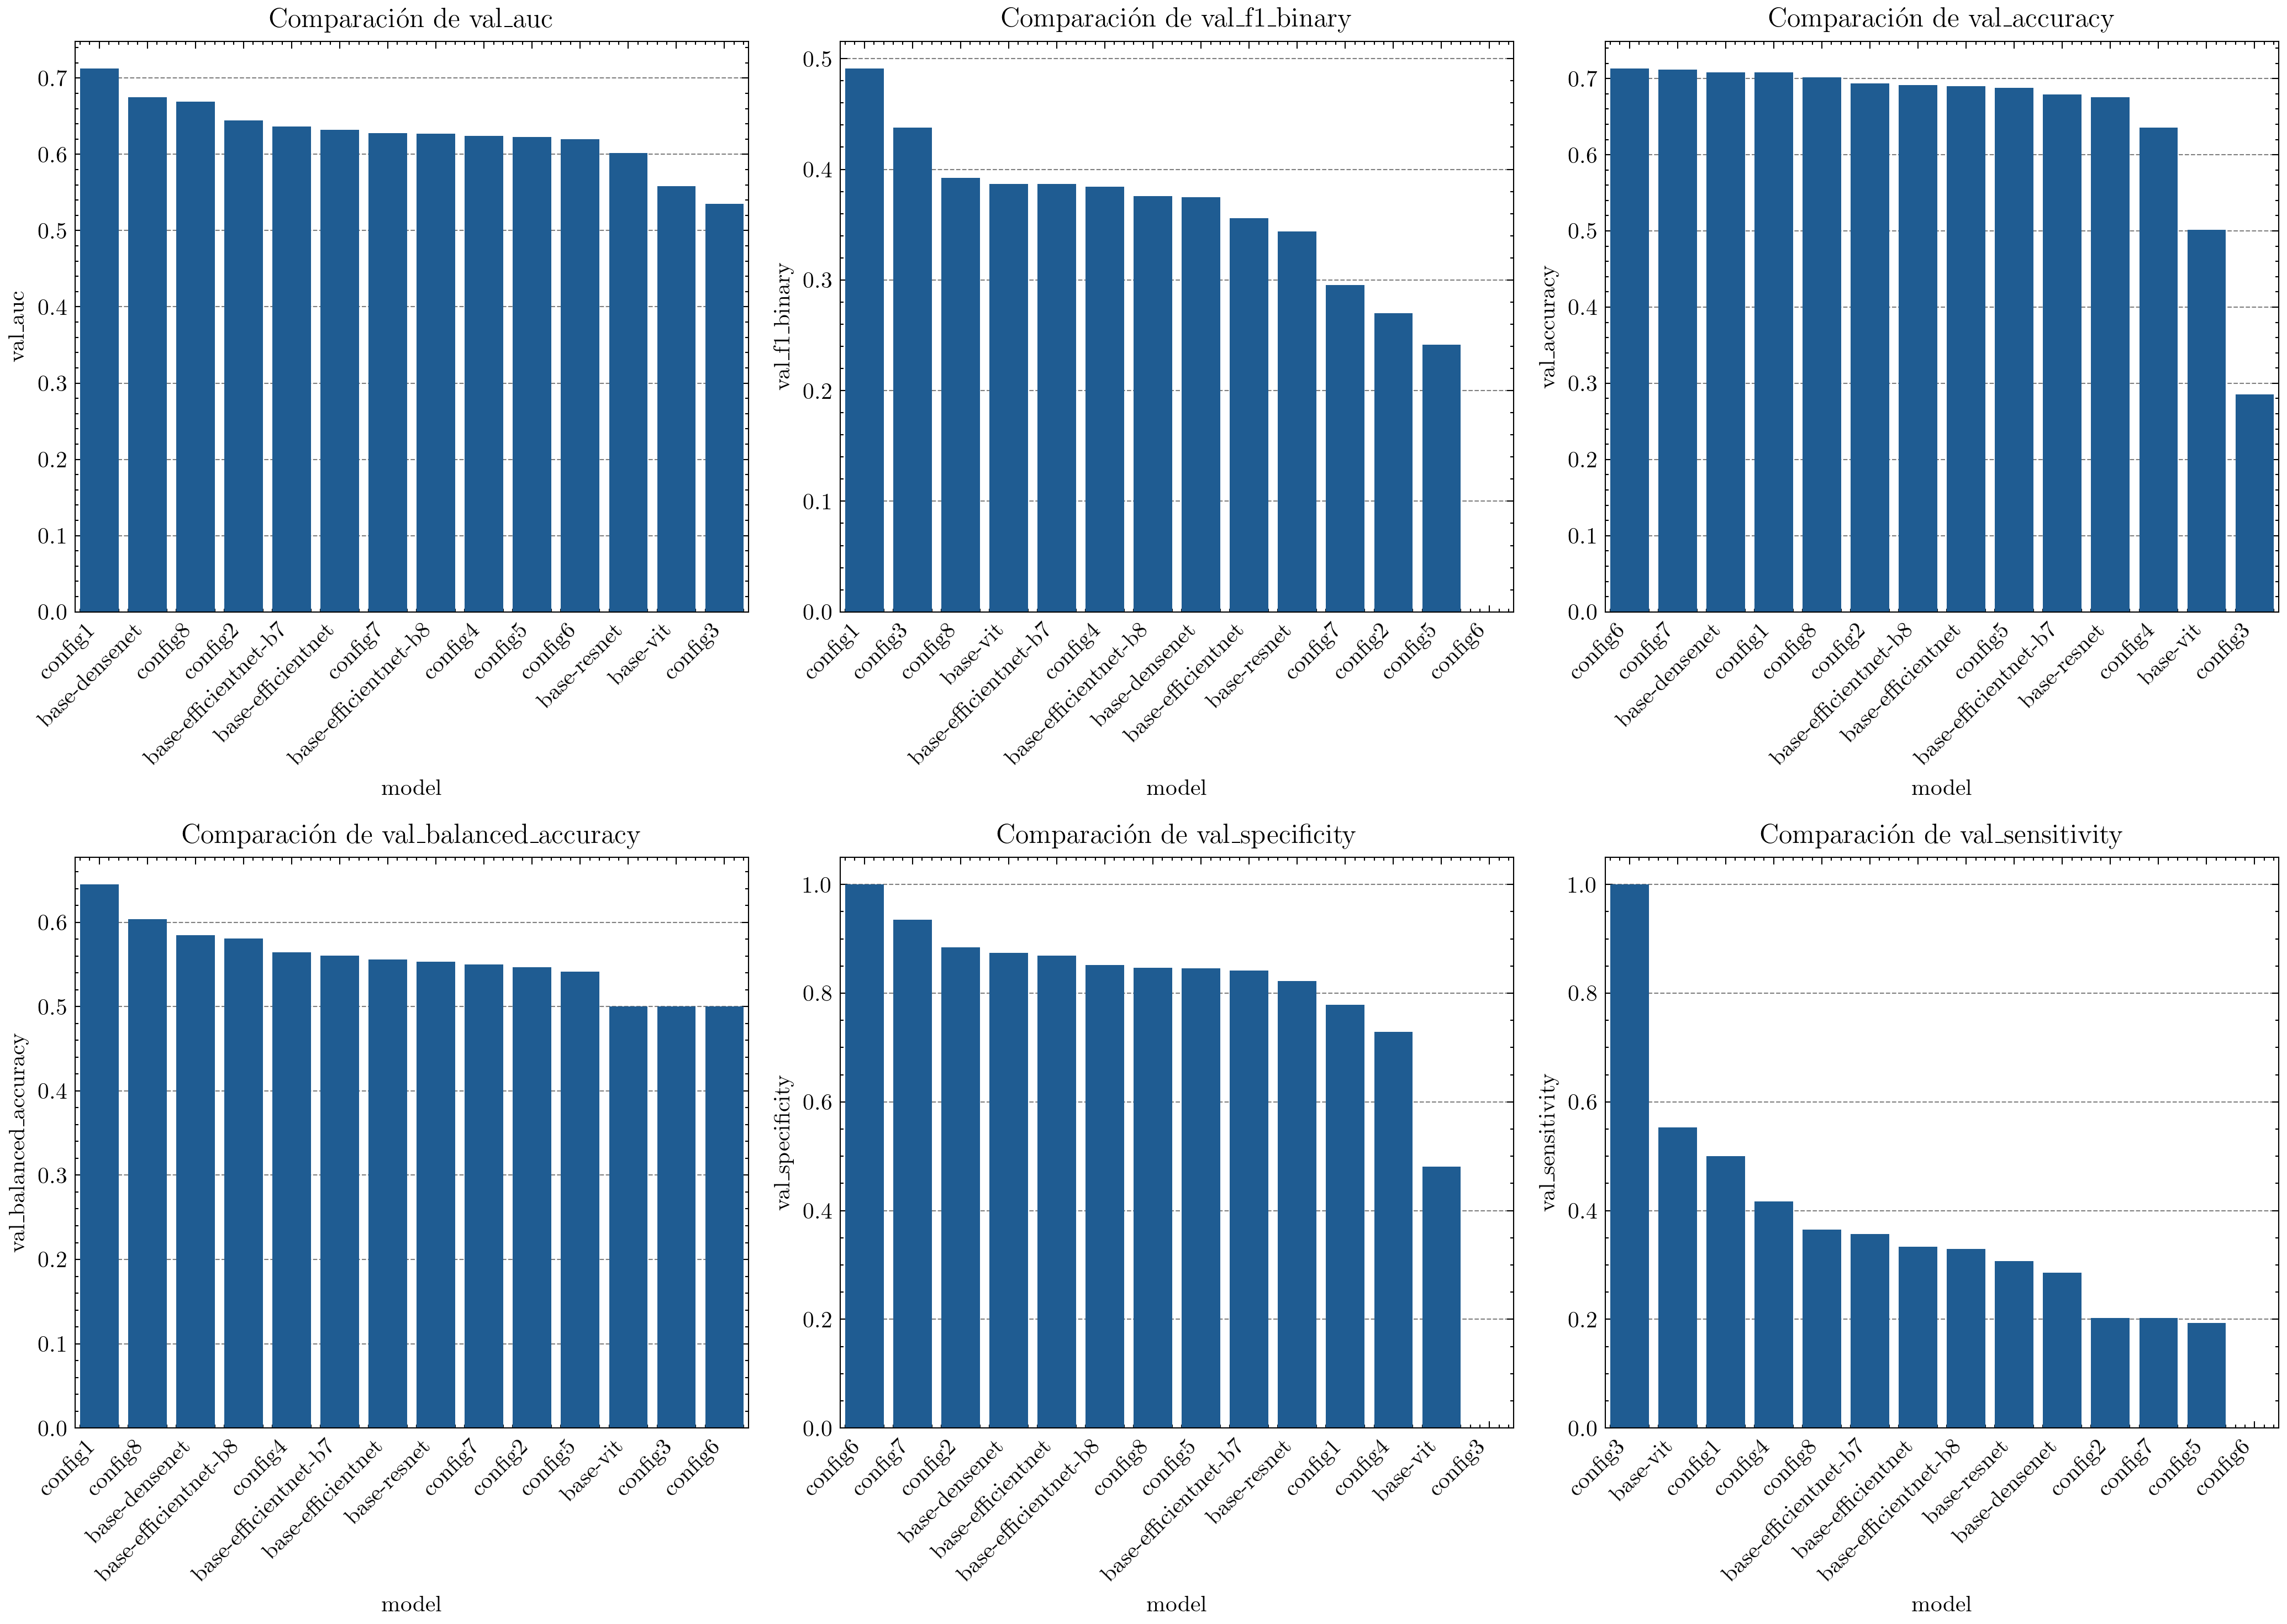 Comparación de val_auc
val_auc
0.7
0.6
0.5
0.4
0.3
0.2
0.1
0.0
config1
base-densenet
config8
config2
base-efficientnet-b7
base-efficientnet
config7
base-efficientnet-b8
config4
config5
config6
base-resnet
base-vit
config3
model
Comparación de val_f1_binary
val_f1_binary
0.5
0.4
0.3
0.2
0.1
0.0
config1
config3
config8
base-vit
base-efficientnet-b7
config4
base-efficientnet-b8
base-densenet
base-efficientnet
base-resnet
config7
config2
config5
config6
model
Comparación de val_accuracy
val_accuracy
0.7
0.6
0.5
0.4
0.3
0.2
0.1
0.0
config6
config7
base-densenet
config1
config8
config2
base-efficientnet-b8
base-efficientnet
config5
base-efficientnet-b7
base-resnet
config4
base-vit
config3
model
Comparación de val_balanced_accuracy
val_balanced_accuracy
0.6
0.5
0.4
0.3
0.2
0.1
0.0
config1
config8
base-densenet
base-efficientnet-b8
config4
base-efficientnet-b7
base-efficientnet
base-resnet
config7
config2
config5
base-vit
config3
config6
model
Comparación de val_specificity
val_specificity
1.0
0.8
0.6
0.4
0.2
0.0
config6
config7
config2
base-densenet
base-efficientnet
base-efficientnet-b8
config8
config5
base-efficientnet-b7
base-resnet
config1
config4
base-vit
config3
model
Comparación de val_sensitivity
val_sensitivity
1.0
0.8
0.6
0.4
0.2
0.0
config3
base-vit
config1
config4
config8
base-efficientnet-b7
base-efficientnet
base-efficientnet-b8
base-resnet
base-densenet
config2
config7
config5
config6
model